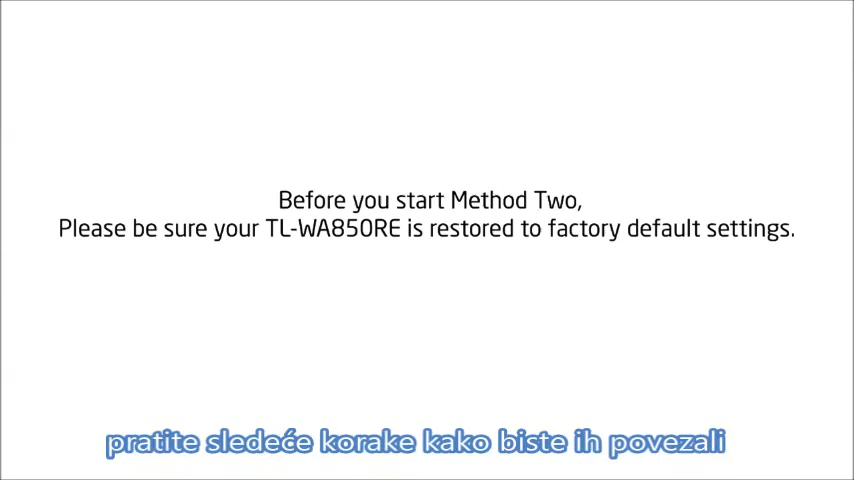 Before you start Method Two,
Please be sure your TL-WA850RE is restored to factory default settings.
pratite sledeće korake kako biste ih povezali